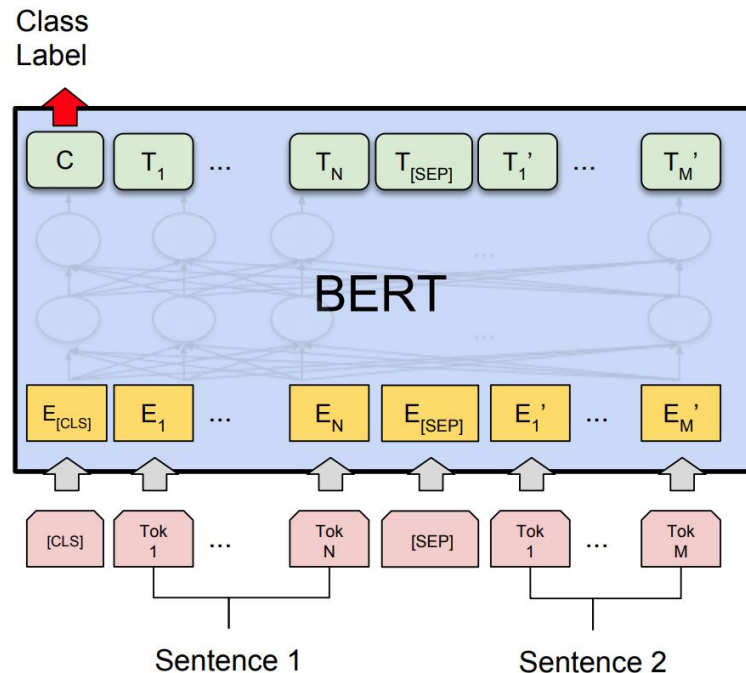 Class
Label
C T1 ... TN T[SEP] T1’ ... TM’
...
BERT
...
E[CLS] E1 ... EN E[SEP] E1’ ... EM’
[CLS] Tok 1 ... Tok N [SEP] Tok 1 ... Tok M
Sentence 1 Sentence 2